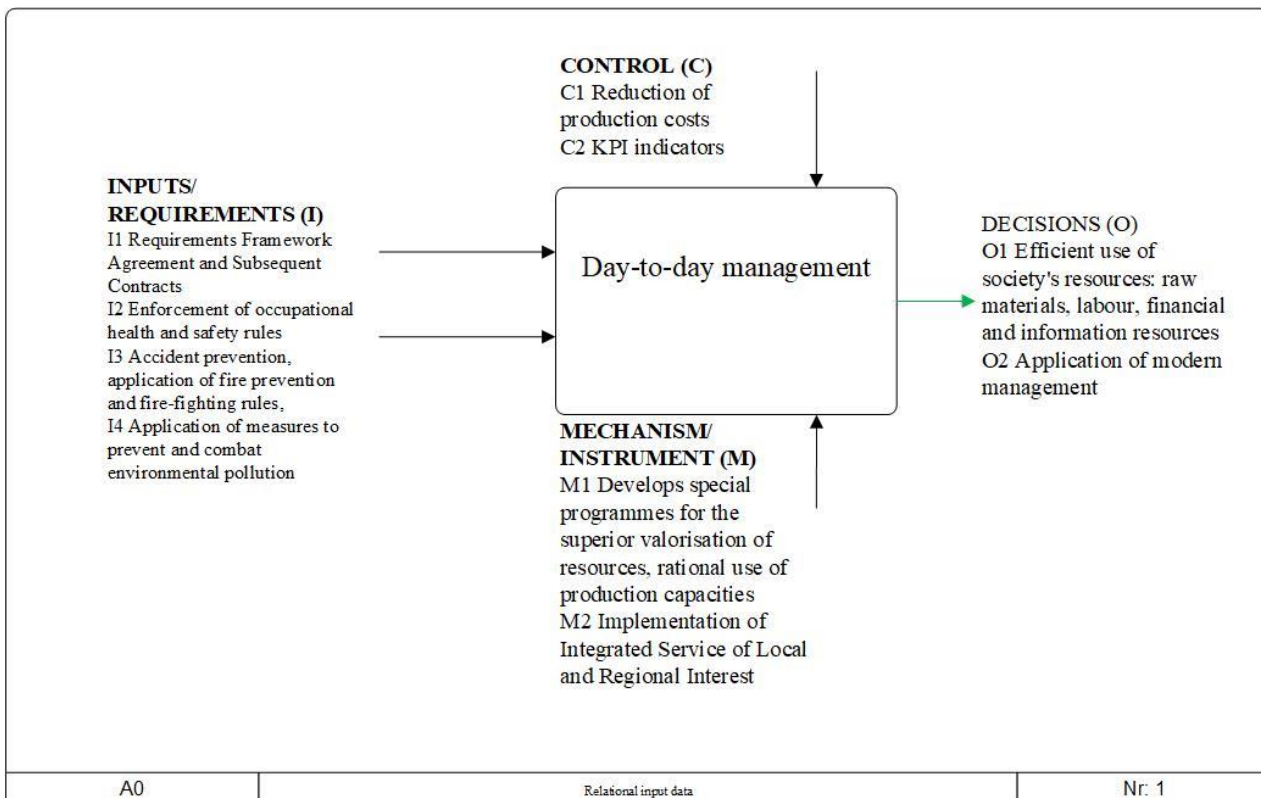 CONTROL (C)
C1 Reduction of
production costs
C2 KPI indicators
INPUTS/
REQUIREMENTS (I)
I1 Requirements Framework
Agreement and Subsequent
Contracts
I2 Enforcement of occupational
health and safety rules
I3 Accident prevention,
application of fire prevention
and fire-fighting rules,
I4 Application of measures to
prevent and combat
environmental pollution
Day-to-day management
DECISIONS (O)
O1 Efficient use of
society's resources: raw
materials, labour, financial
and information resources
O2 Application of modern
management
MECHANISM/
INSTRUMENT (M)
M1 Develops special
programmes for the
superior valorisation of
resources, rational use of
production capacities
M2 Implementation of
Integrated Service of Local
and Regional Interest
A0
Relational input data
Nr: 1